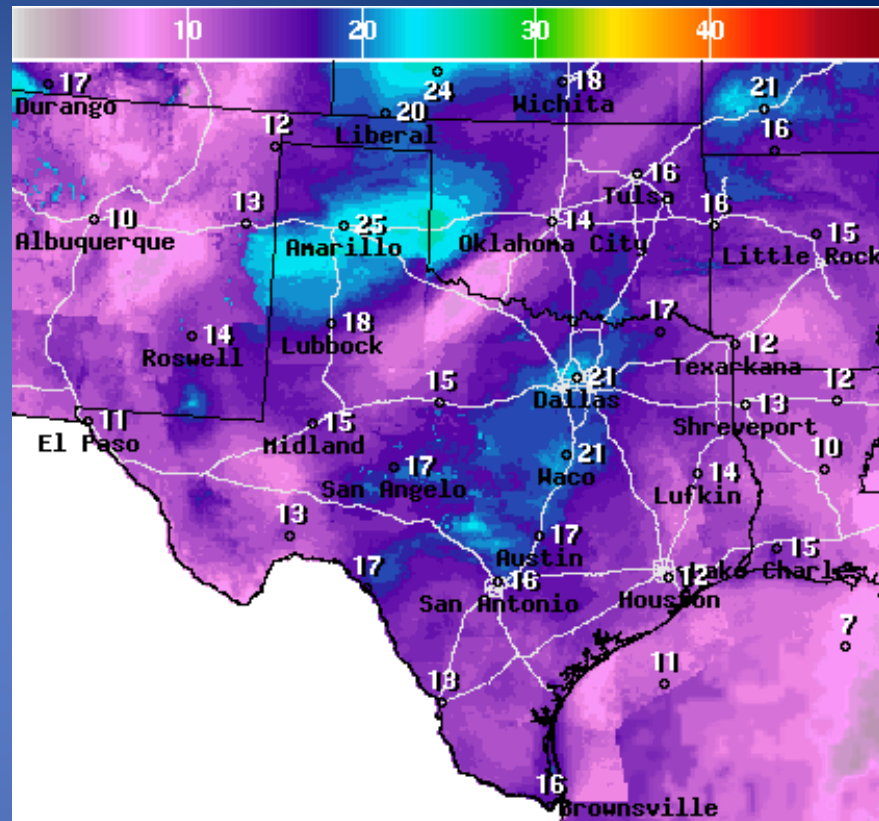 10 20 30 40
24
17 18 21
Durango 20 Wichita
12 Liberal 16
16
Tulsa
10 13 25 14 16 15
Albuquerque Amarillo Oklahoma City Little Rock
14 18 17 12
Roswell Lubbock Texarkana
21
Dallas
11 15 15 13 12
El Paso Midland Shreveport
17 21 14 10
San Angelo Waco Lufkin
13 17 15
Austin Lake Charles
17 16 12
San Antonio Houston
7
11
13
16
Brownsville